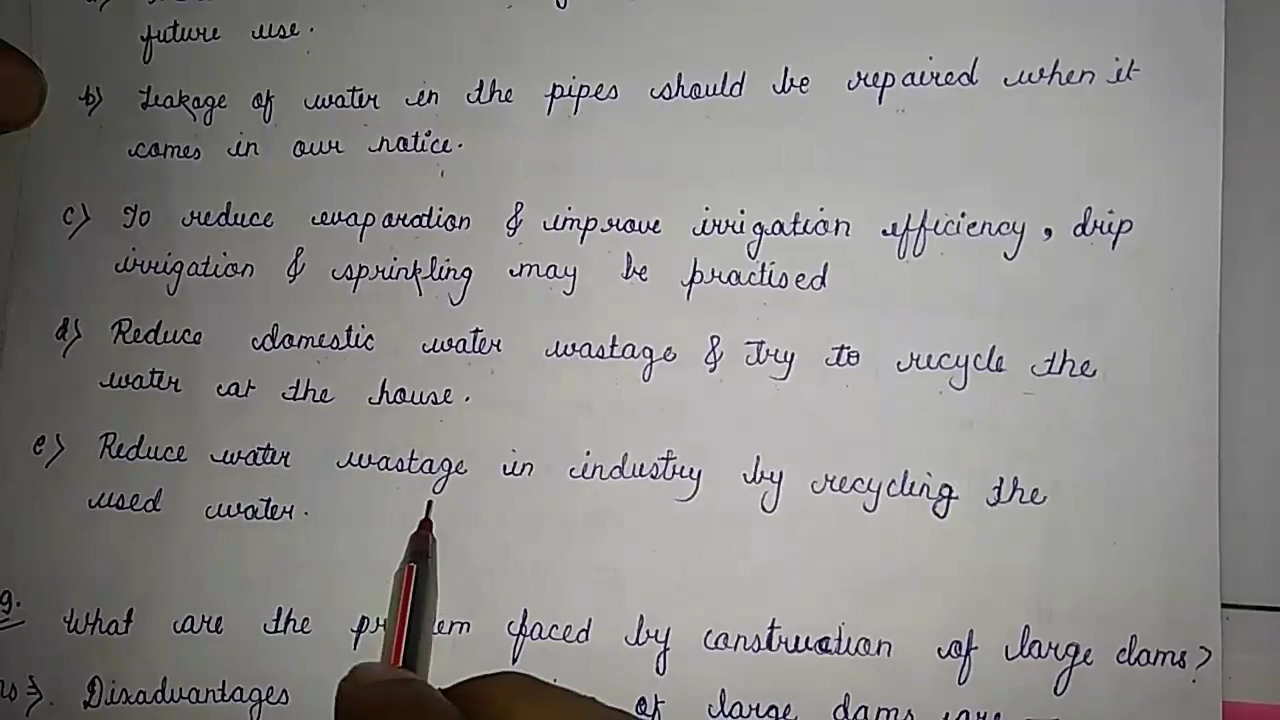 future use.
b) Leakage of water in the pipes should be repaired when it
comes in our notice.
c) To reduce evaporation & improve irrigation efficiency, drip
irrigation & sprinkling may be practised
d) Reduce domestic water wastage & try to recycle the
water at the house.
e) Reduce water wastage in industry by recycling the
used water.
9. What are the faced by construction of large dams?
Disadvantages of large dams are